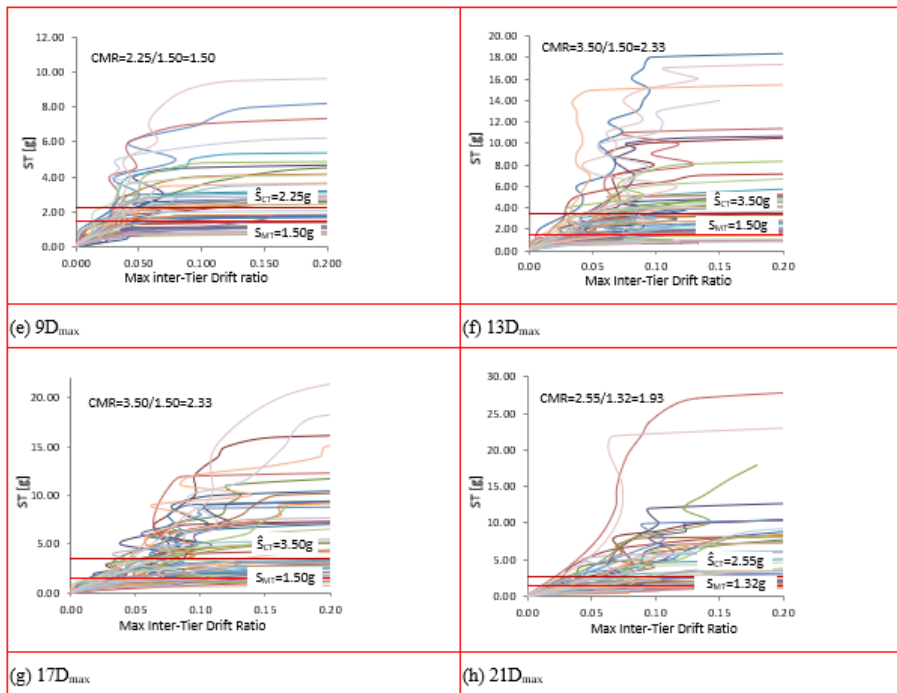 12.00
10.00
8.00
6.00
4.00
2.00
0.00
ST [g]
CMR=2.25/1.50=1.50
ŜCT=2.25g
SMT=1.50g
0.000 0.050 0.100 0.150 0.200
Max inter-Tier Drift ratio
20.00
18.00
16.00
14.00
12.00
10.00
8.00
6.00
4.00
2.00
0.00
ST [g]
CMR=3.50/1.50=2.33
ŜCT=3.50g
SMT=1.50g
0.00 0.05 0.10 0.15 0.20
Max Inter-Tier Drift Ratio
(e) 9Dmax
(f) 13Dmax
20.00
15.00
10.00
5.00
0.00
ST [g]
CMR=3.50/1.50=2.33
ŜCT=3.50g
SMT=1.50g
0.00 0.05 0.10 0.15 0.20
Max Inter-Tier Drift Ratio
30.00
25.00
20.00
15.00
10.00
5.00
0.00
ST [g]
CMR=2.55/1.32=1.93
ŜCT=2.55g
SMT=1.32g
0.00 0.05 0.10 0.15 0.20
Max Inter-Tier Drift Ratio
(g) 17Dmax
(h) 21Dmax